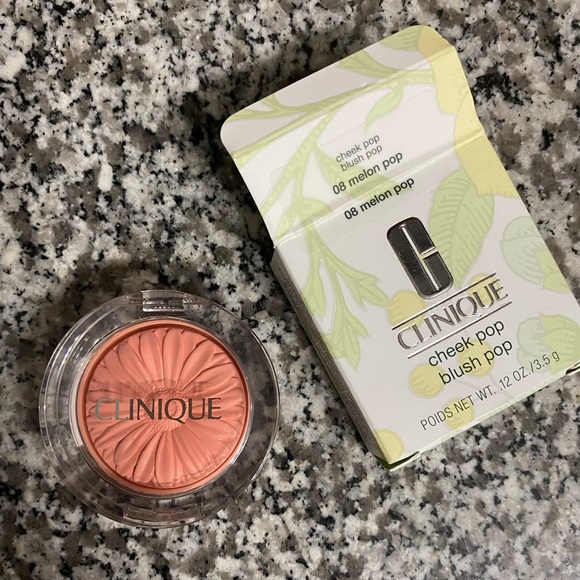 cheek pop
blush pop
08 melon pop
08 melon pop
CLINIQUE
cheek pop
blush pop
POIDS NET WT. .12 OZ./3.5 g
CLINIQUE